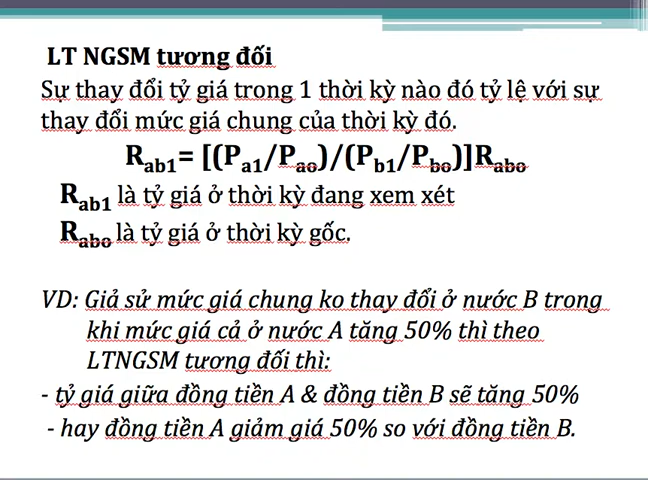 LT NGSM tương đối
Sự thay đổi tỷ giá trong 1 thời kỳ nào đó tỷ lệ với sự
thay đổi mức giá chung của thời kỳ đó.
Rab1= [(Pa1/Pao)/(Pb1/Pbo)]Rabo
Rab1 là tỷ giá ở thời kỳ đang xem xét
Rabo là tỷ giá ở thời kỳ gốc.
VD: Giả sử mức giá chung ko thay đổi ở nước B trong
khi mức giá cả ở nước A tăng 50% thì theo
LTNGSM tương đối thì:
- tỷ giá giữa đồng tiền A & đồng tiền B sẽ tăng 50%
- hay đồng tiền A giảm giá 50% so với đồng tiền B.